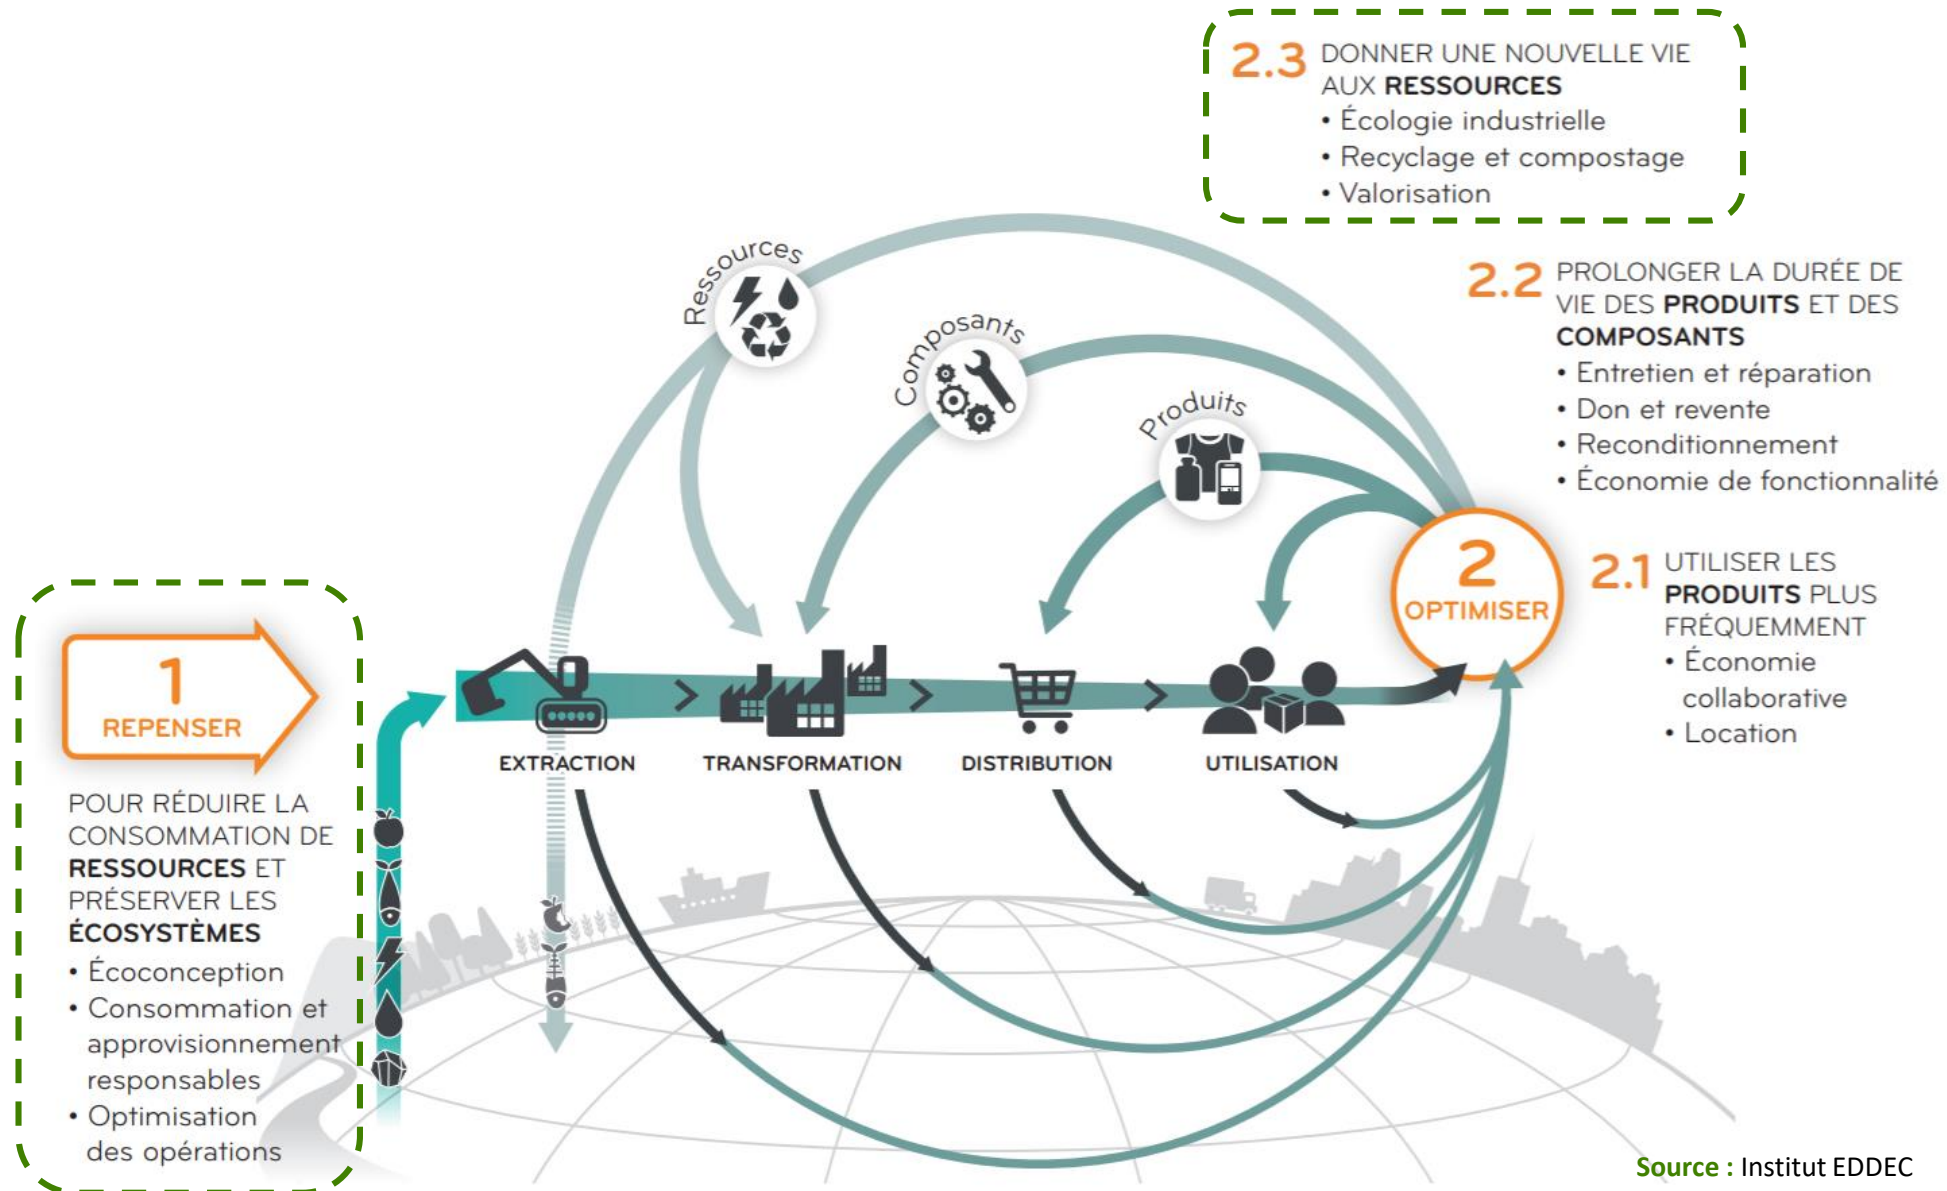 2.3 DONNER UNE NOUVELLE VIE
AUX RESSOURCES
• Écologie industrielle
• Recyclage et compostage
• Valorisation
Ressources
Composants
Produits
2.2 PROLONGER LA DURÉE DE
VIE DES PRODUITS ET DES
COMPOSANTS
• Entretien et réparation
• Don et revente
• Reconditionnement
• Économie de fonctionnalité
2
OPTIMISER
2.1 UTILISER LES
PRODUITS PLUS
FRÉQUEMMENT
• Économie
collaborative
• Location
1
REPENSER
POUR RÉDUIRE LA
CONSOMMATION DE
RESSOURCES ET
PRÉSERVER LES
ÉCOSYSTÈMES
• Écoconception
• Consommation et
approvisionnement
responsables
• Optimisation
des opérations
EXTRACTION
TRANSFORMATION
DISTRIBUTION
UTILISATION
Source : Institut EDDEC